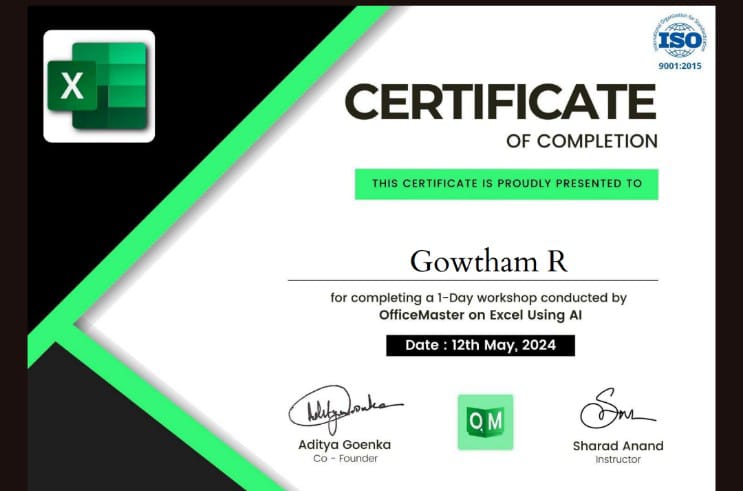 X
International Organization for Standardization
ISO
9001:2015
CERTIFICATE
OF COMPLETION
THIS CERTIFICATE IS PROUDLY PRESENTED TO
Gowtham R
for completing a 1-Day workshop conducted by
OfficeMaster on Excel Using AI
Date : 12th May, 2024
Aditya Goenka
Co - Founder
OM
Sharad Anand
Instructor